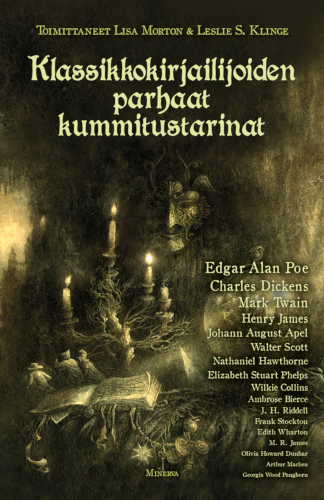 Toimittaneet Lisa Morton & Leslie S. Klinge
Klassikkokirjailijoiden
parhaat
kummitustarinat
Edgar Alan Poe
Charles Dickens
Mark Twain
Henry James
Johann August Apel
Walter Scott
Nathaniel Hawthorne
Elizabeth Stuart Phelps
Wilkie Collins
Ambrose Bierce
J. H. Riddell
Frank Stockton
Edith Wharton
M. R. James
Olivia Howard Dunbar
Arthur Machen
Georgia Wood Pangborn
Minerva